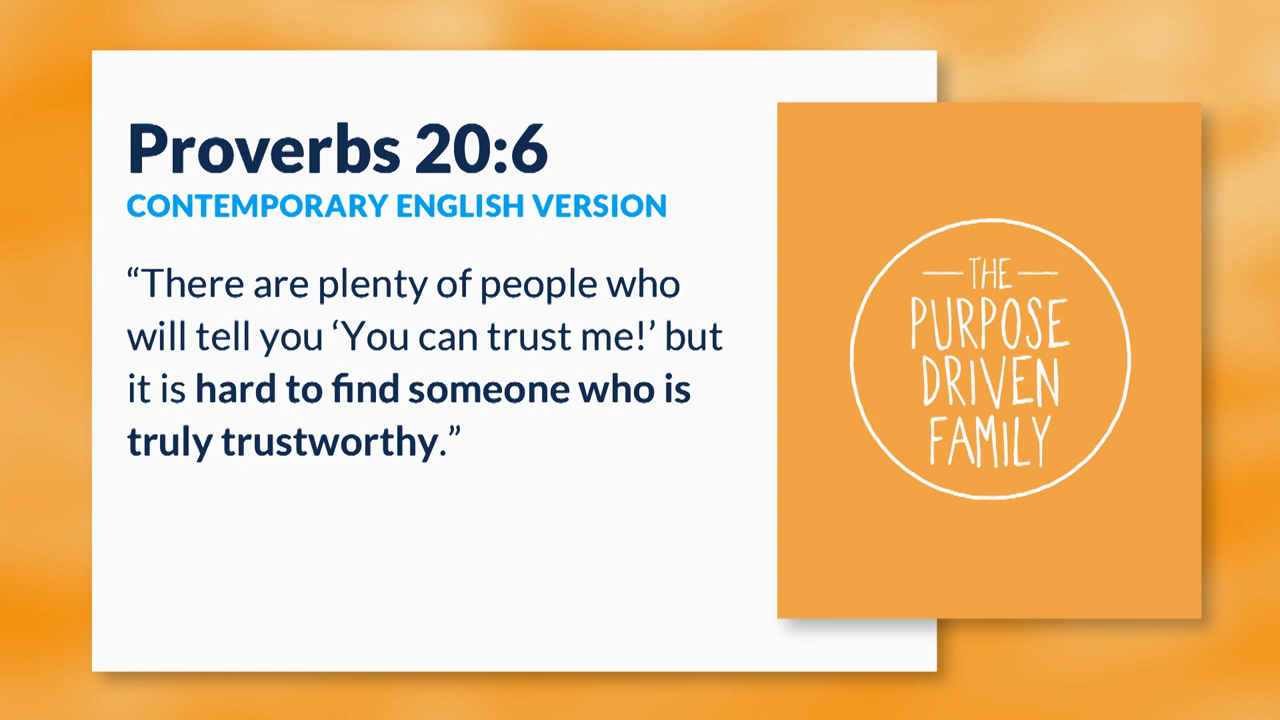 Proverbs 20:6
CONTEMPORARY ENGLISH VERSION
“There are plenty of people who
will tell you ‘You can trust me!’ but
it is hard to find someone who is
truly trustworthy.”
THE
PURPOSE
DRIVEN
FAMILY